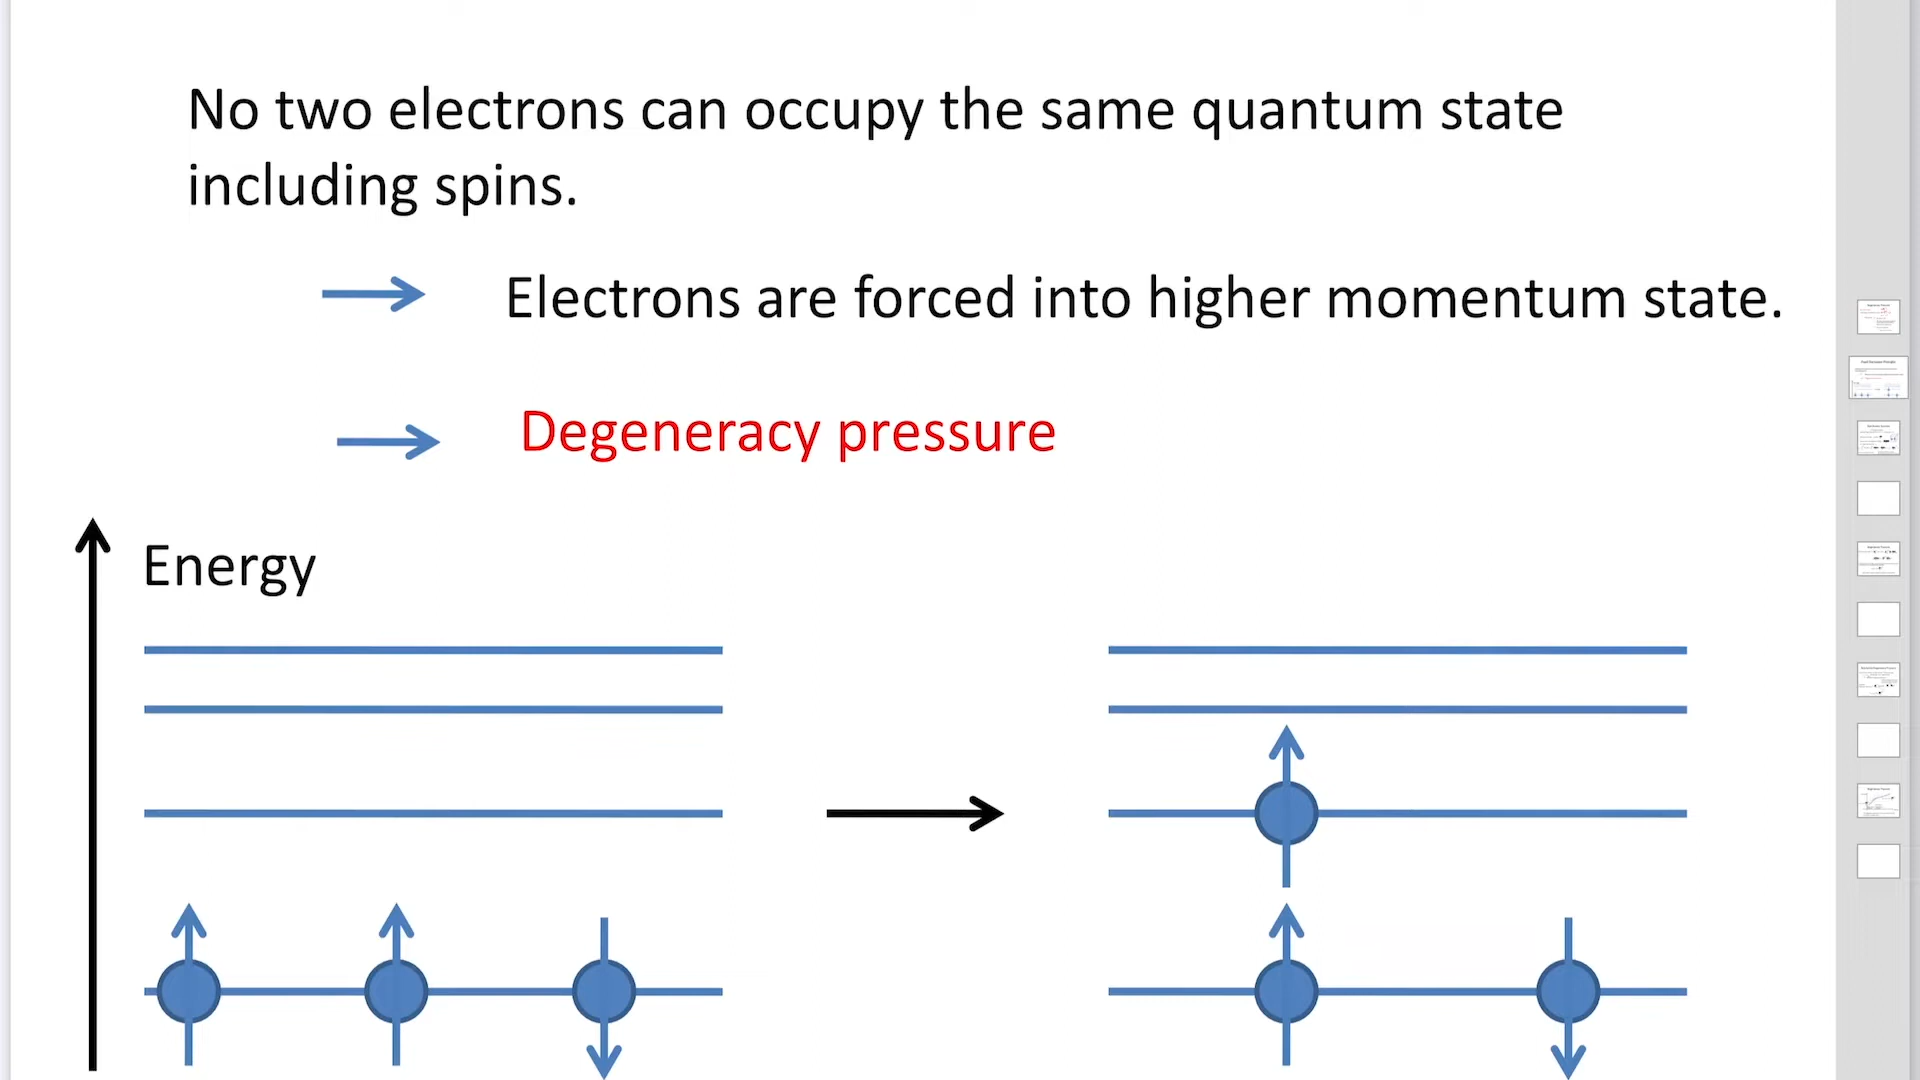 No two electrons can occupy the same quantum state
including spins.
Electrons are forced into higher momentum state.
Degeneracy pressure
Energy